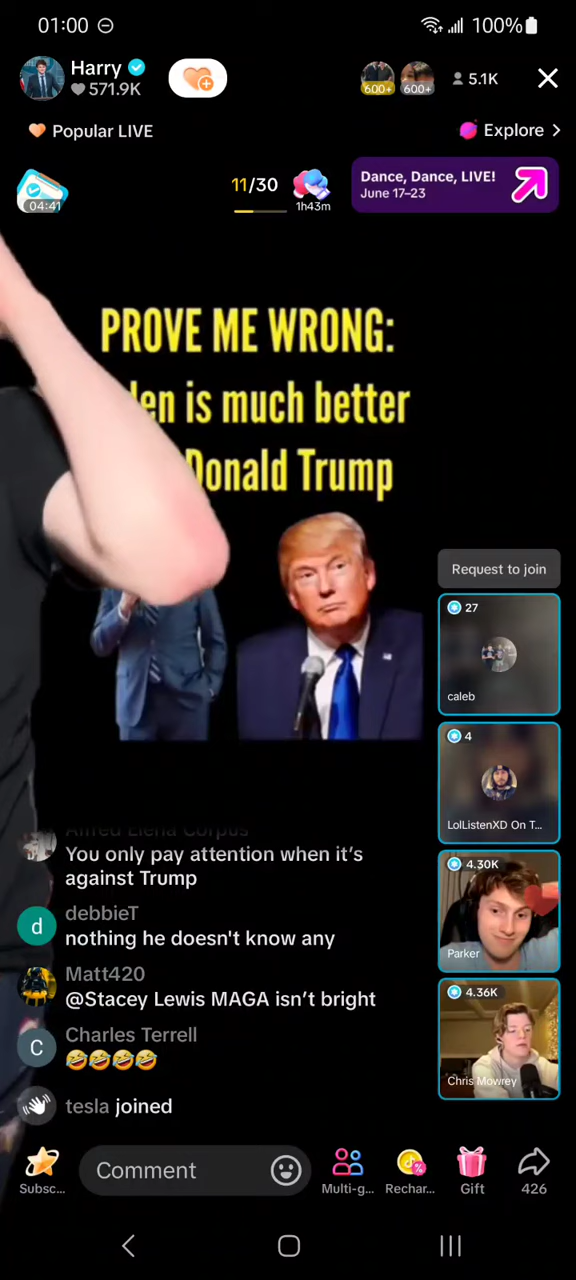 01:00
100%
Harry
571.9K
600+
600+
5.1K
Popular LIVE
Explore >
04:41
11/30
1h43m
Dance, Dance, LIVE!
June 17–23
PROVE ME WRONG:
en is much better
Donald Trump
Request to join
27
caleb
4
LolListenXD On T...
4.30K
Parker
4.36K
Chris Mowrey
Alfred Elena Corpus
You only pay attention when it's
against Trump
d
debbieT
nothing he doesn't know any
Matt420
@Stacey Lewis MAGA isn't bright
C
Charles Terrell
🤣🤣🤣🤣
tesla joined
Subsc...
Comment
Multi-g...
Rechar...
Gift
426